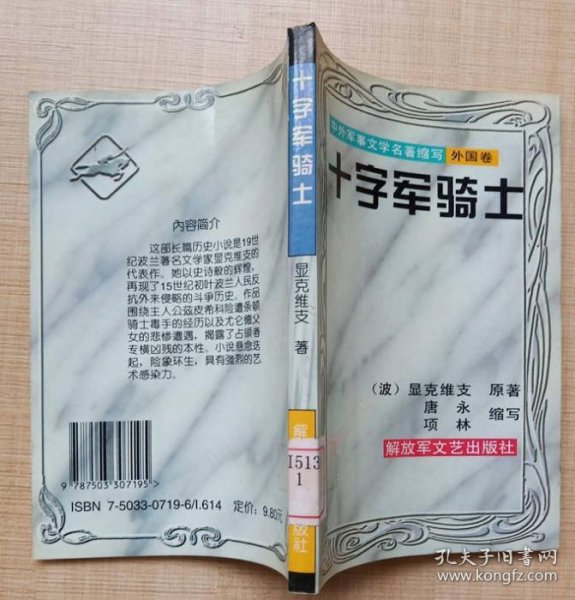 中外军事文学名著缩写 外国卷
十字军骑士
（波）显克维支 原著
唐永
项林 缩写
解放军文艺出版社
十字军骑士
显克维支 著
解
版社
I513
1
内容简介
这部长篇历史小说是19世
纪波兰著名文学家显克维支的
代表作。她以史诗般的辉煌，
再现了15世纪初叶波兰人民反
抗外来侵略的斗争历史。作品
围绕主人公兹皮希科险遭条顿
骑士毒手的经历以及尤仑德父
女的悲惨遭遇，揭露了占领者
专横凶残的本性。小说悬念迭
起，险象环生，具有强烈的艺
术感染力。
9 787503 307195 >
ISBN 7-5033-0719-6/I.614 定价：9.80元
孔夫子旧书网
www.kongfz.com